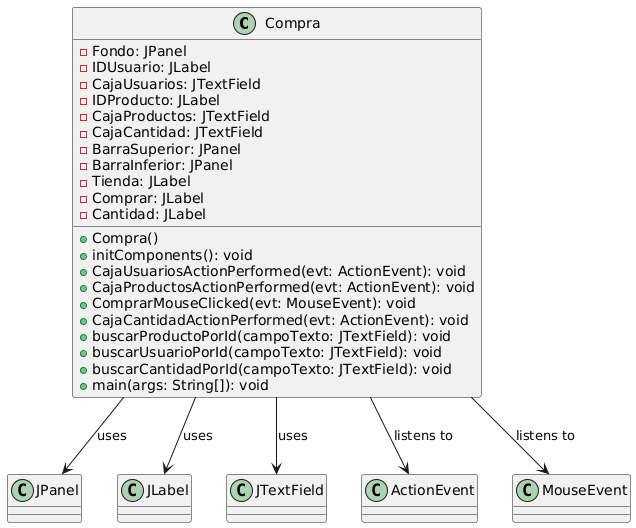 C Compra
Fondo: JPanel
IDUsuario: JLabel
CajaUsuarios: JTextField
IDProducto: JLabel
CajaProductos: JTextField
CajaCantidad: JTextField
BarraSuperior: JPanel
BarraInferior: JPanel
Tienda: JLabel
Comprar: JLabel
Cantidad: JLabel
Compra()
initComponents(): void
CajaUsuariosActionPerformed(evt: ActionEvent): void
CajaProductosActionPerformed(evt: ActionEvent): void
ComprarMouseClicked(evt: MouseEvent): void
CajaCantidadActionPerformed(evt: ActionEvent): void
buscarProductoPorId(campoTexto: JTextField): void
buscarUsuarioPorId(campoTexto: JTextField): void
buscarCantidadPorId(campoTexto: JTextField): void
main(args: String[]): void
uses uses uses listens to listens to
C JPanel C JLabel C JTextField C ActionEvent C MouseEvent